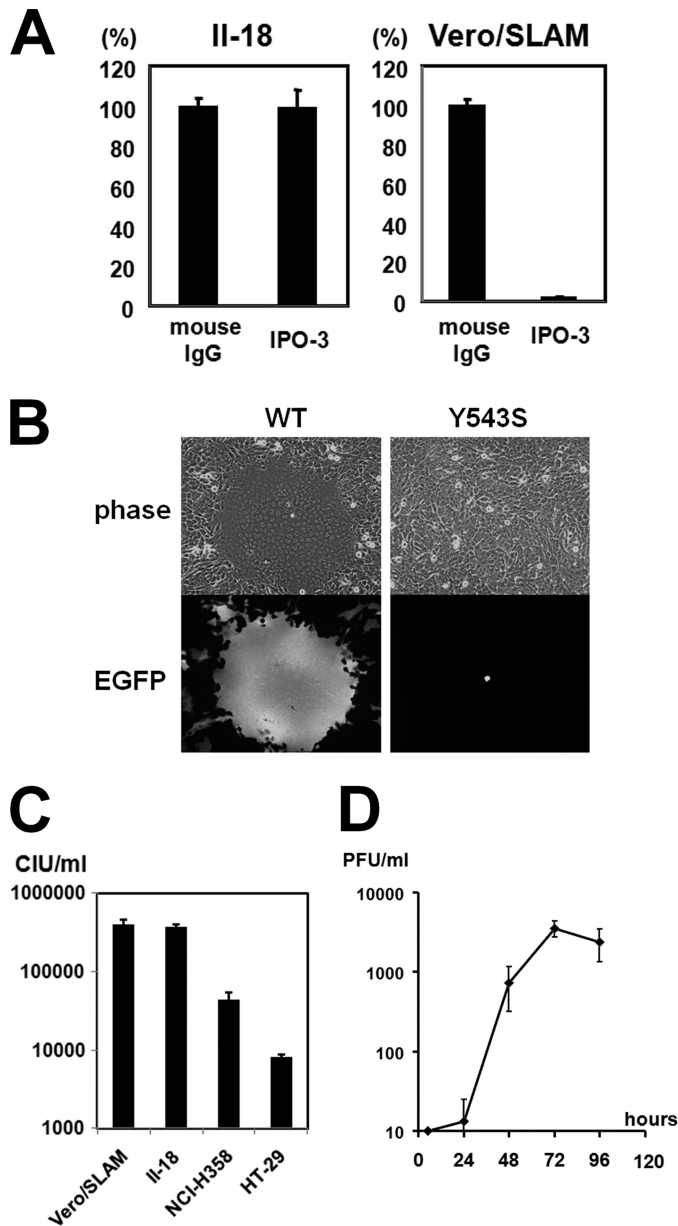 A
(%)
II-18
120
100
80
60
40
20
0
mouse
IgG
IPO-3
(%)
Vero/SLAM
120
100
80
60
40
20
0
mouse
IgG
IPO-3
B
WT
Y543S
phase
EGFP
C
CIU/ml
1000000
100000
10000
1000
Vero/SLAM
II-18
NCI-H358
HT-29
D
PFU/ml
10000
1000
100
10
hours
0 24 48 72 96 120